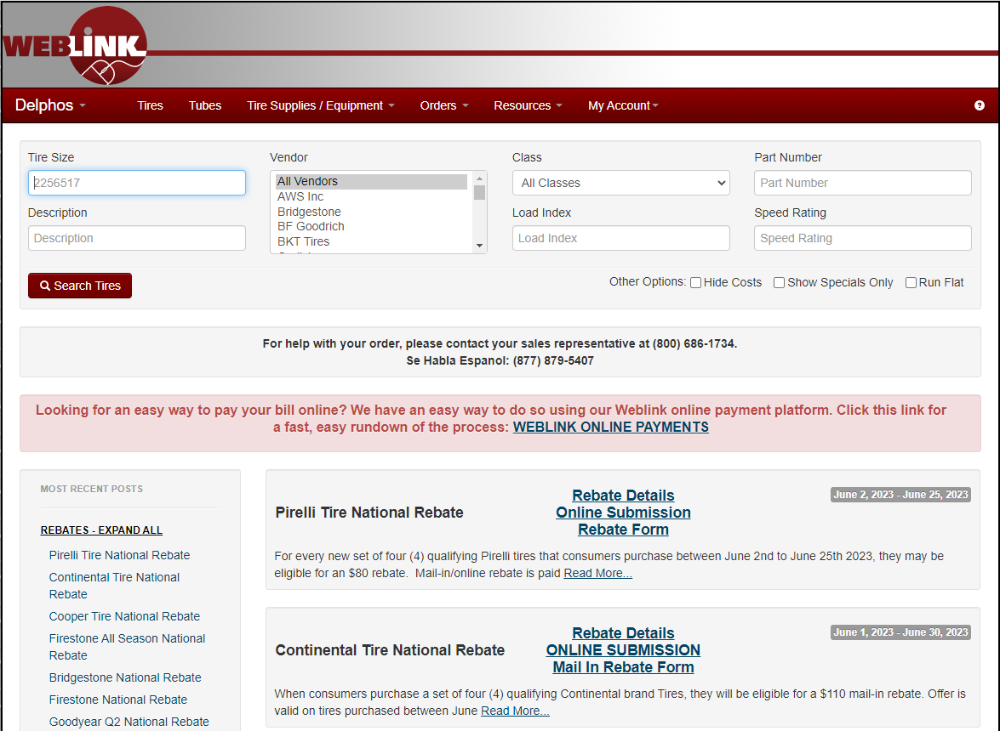 WEBLiNK
Delphos
Tires
Tubes
Tire Supplies / Equipment
Orders
Resources
My Account
?
Tire Size
Vendor
Class
Part Number
2256517
All Vendors
AWS Inc
Bridgestone
BF Goodrich
BKT Tires
All Classes
Part Number
Description
Load Index
Speed Rating
Description
Load Index
Speed Rating
Search Tires
Other Options: Hide Costs Show Specials Only Run Flat
For help with your order, please contact your sales representative at (800) 686-1734.
Se Habla Espanol: (877) 879-5407
Looking for an easy way to pay your bill online? We have an easy way to do so using our Weblink online payment platform. Click this link for
a fast, easy rundown of the process: WEBLINK ONLINE PAYMENTS
MOST RECENT POSTS
REBATES - EXPAND ALL
Pirelli Tire National Rebate
Continental Tire National
Rebate
Cooper Tire National Rebate
Firestone All Season National
Rebate
Bridgestone National Rebate
Firestone National Rebate
Goodyear Q2 National Rebate
Pirelli Tire National Rebate
Rebate Details
Online Submission
Rebate Form
June 2, 2023 - June 25, 2023
For every new set of four (4) qualifying Pirelli tires that consumers purchase between June 2nd to June 25th 2023, they may be
eligible for an $80 rebate.  Mail-in/online rebate is paid Read More...
Continental Tire National Rebate
Rebate Details
ONLINE SUBMISSION
Mail In Rebate Form
June 1, 2023 - June 30, 2023
When consumers purchase a set of four (4) qualifying Continental brand Tires, they will be eligible for a $110 mail-in rebate. Offer is
valid on tires purchased between June Read More...